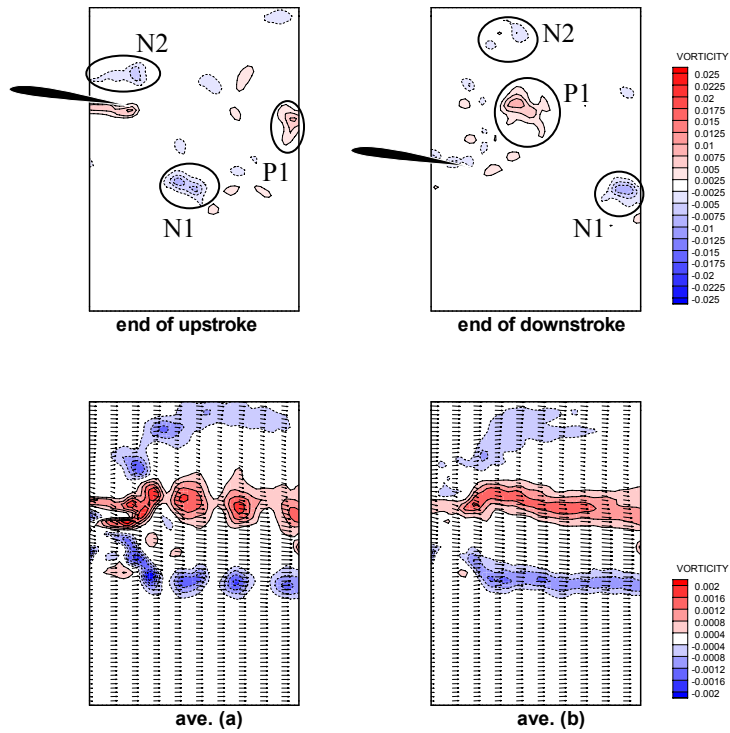 N2
P1
N1
end of upstroke
N2
P1
N1
end of downstroke
VORTICITY
0.025
0.0225
0.02
0.0175
0.015
0.0125
0.01
0.0075
0.005
0.0025
-0.0025
-0.005
-0.0075
-0.01
-0.0125
-0.015
-0.0175
-0.02
-0.0225
-0.025
ave. (a)
ave. (b)
VORTICITY
0.002
0.0016
0.0012
0.0008
0.0004
-0.0004
-0.0008
-0.0012
-0.0016
-0.002